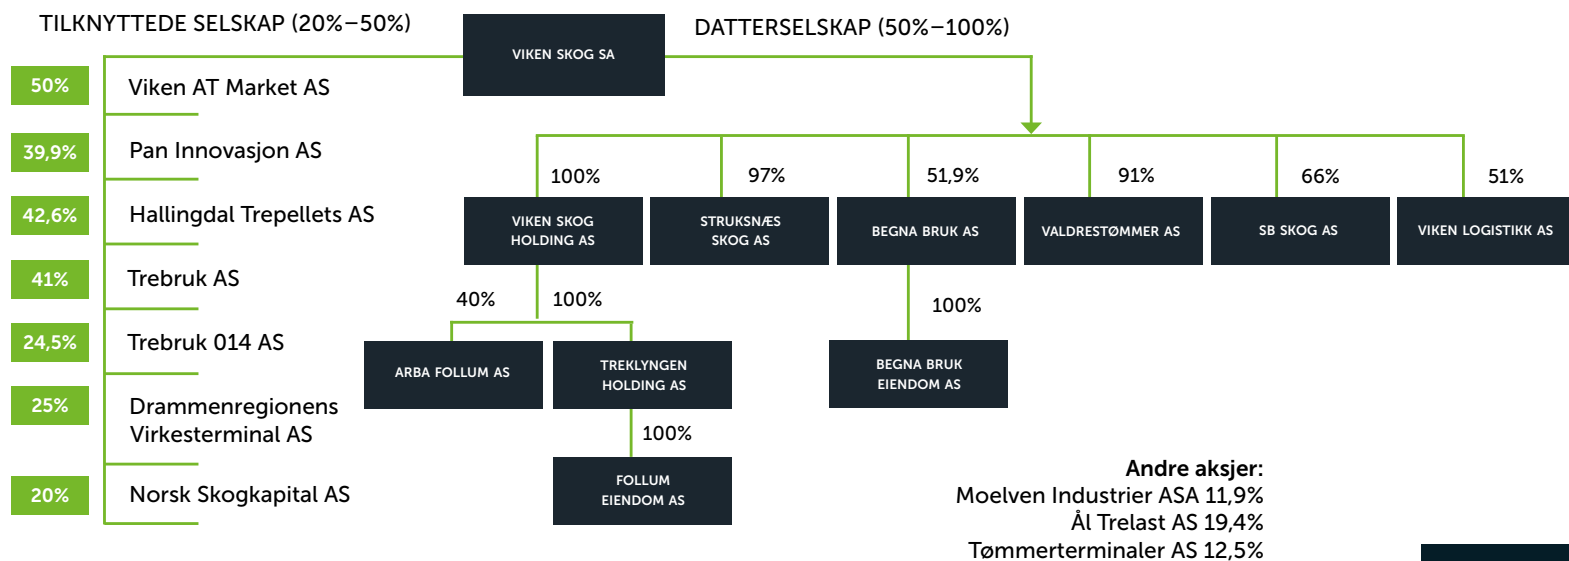 TILKNYTTEDE SELSKAP (20%–50%)
VIKEN SKOG SA
DATTERSELSKAP (50%–100%)
50%
Viken AT Market AS
39,9%
Pan Innovasjon AS
42,6%
Hallingdal Trepellets AS
41%
Trebruk AS
24,5%
Trebruk 014 AS
25%
Drammenregionens
Virkesterminal AS
20%
Norsk Skogkapital AS
100%
VIKEN SKOG
HOLDING AS
97%
STRUKSNÆS
SKOG AS
51,9%
BEGNA BRUK AS
91%
VALDRESTØMMER AS
66%
SB SKOG AS
51%
VIKEN LOGISTIKK AS
40%
ARBA FOLLUM AS
100%
TREKLYNGEN
HOLDING AS
100%
FOLLUM
EIENDOM AS
100%
BEGNA BRUK
EIENDOM AS
Andre aksjer:
Moelven Industrier ASA 11,9%
Ål Trelast AS 19,4%
Tømmerterminaler AS 12,5%